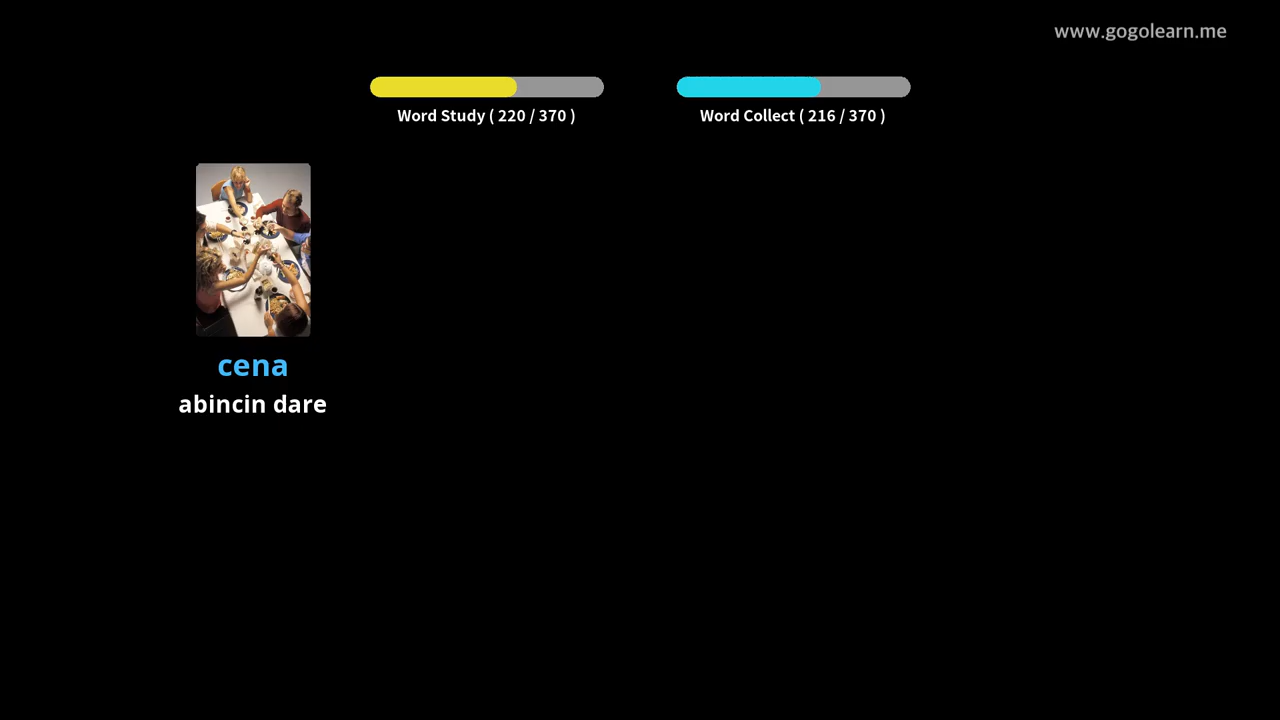 www.gogolearn.me
Word Study ( 220 / 370 )
Word Collect ( 216 / 370 )
cena
abincin dare